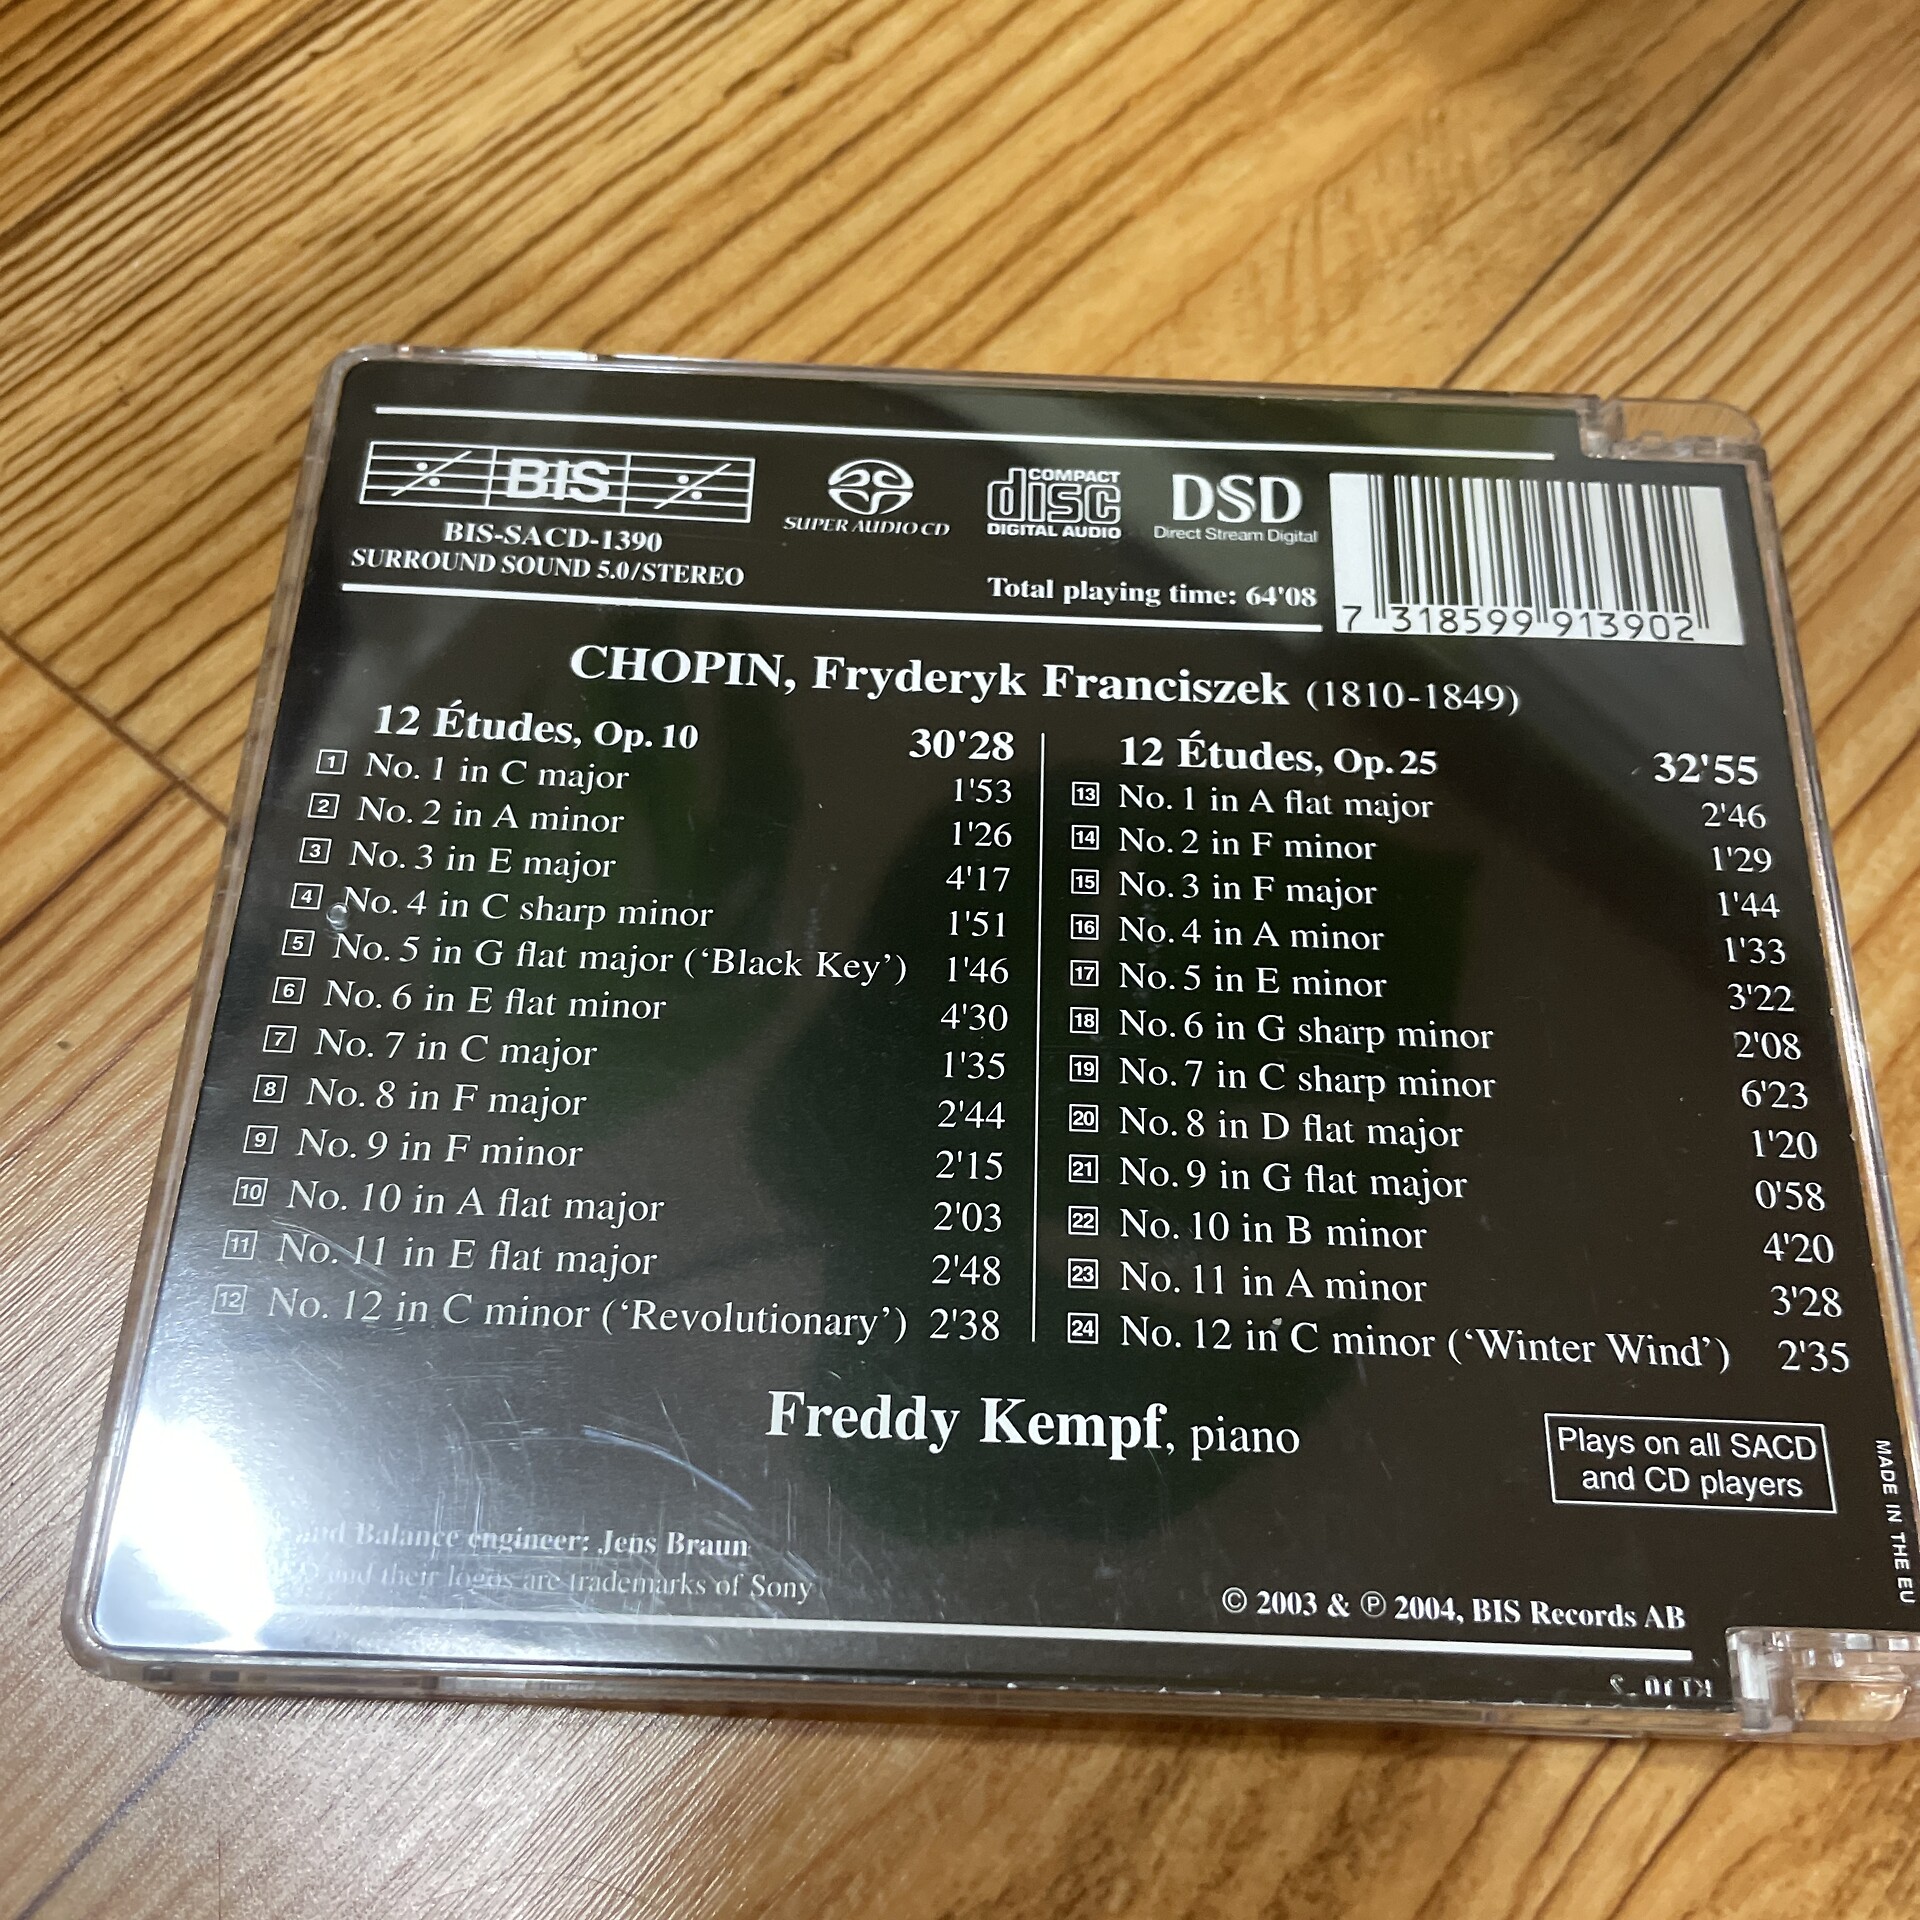 BIS
BIS-SACD-1390
SURROUND SOUND 5.0/STEREO
SUPER AUDIO CD
COMPACT
disc
DIGITAL AUDIO
DSD
Direct Stream Digital
Total playing time: 64'08
7 318599 913902
CHOPIN, Fryderyk Franciszek (1810-1849)
12 Études, Op. 10 30'28
1 No. 1 in C major 1'53
2 No. 2 in A minor 1'26
3 No. 3 in E major 4'17
4 No. 4 in C sharp minor 1'51
5 No. 5 in G flat major (‘Black Key’) 1'46
6 No. 6 in E flat minor 4'30
7 No. 7 in C major 1'35
8 No. 8 in F major 2'44
9 No. 9 in F minor 2'15
10 No. 10 in A flat major 2'03
11 No. 11 in E flat major 2'48
12 No. 12 in C minor (‘Revolutionary’) 2'38
12 Études, Op. 25 32'55
13 No. 1 in A flat major 2'46
14 No. 2 in F minor 1'29
15 No. 3 in F major 1'44
16 No. 4 in A minor 1'33
17 No. 5 in E minor 3'22
18 No. 6 in G sharp minor 2'08
19 No. 7 in C sharp minor 6'23
20 No. 8 in D flat major 1'20
21 No. 9 in G flat major 0'58
22 No. 10 in B minor 4'20
23 No. 11 in A minor 3'28
24 No. 12 in C minor (‘Winter Wind’) 2'35
Freddy Kempf, piano
Plays on all SACD
and CD players
and Balance engineer: Jens Braun
and their logos are trademarks of Sony
© 2003 & ℗ 2004, BIS Records AB
MADE IN THE EU